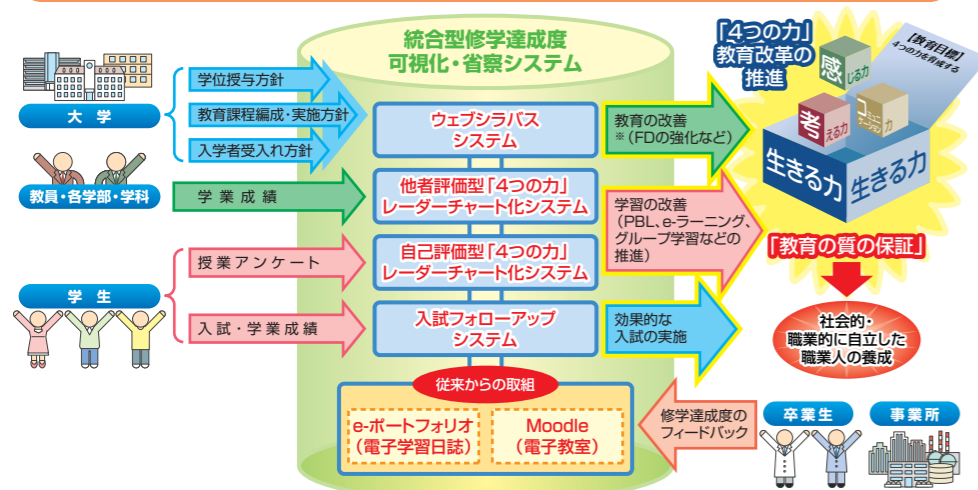 統合型修学達成度
可視化・省察システム
大学
学位授与方針
教育課程編成・実施方針
入学者受入れ方針
教員・各学部・学科
学業成績
学生
授業アンケート
入試・学業成績
ウェブシラバス
システム
他者評価型「4つの力」
レーダーチャート化システム
自己評価型「4つの力」
レーダーチャート化システム
入試フォローアップ
システム
従来からの取組
e-ポートフォリオ
（電子学習日誌）
Moodle
（電子教室）
教育の改善
※（FDの強化など）
学習の改善
（PBL、e-ラーニング、
グループ学習などの
推進）
効果的な
入試の実施
修学達成度の
フィードバック
「4つの力」
教育改革の
推進
【教育目標】
4つの力を育成する
感じる力
考える力
コミュニケーション力
生きる力
生きる力
「教育の質の保証」
社会的・
職業的に自立した
職業人の養成
卒業生
事業所